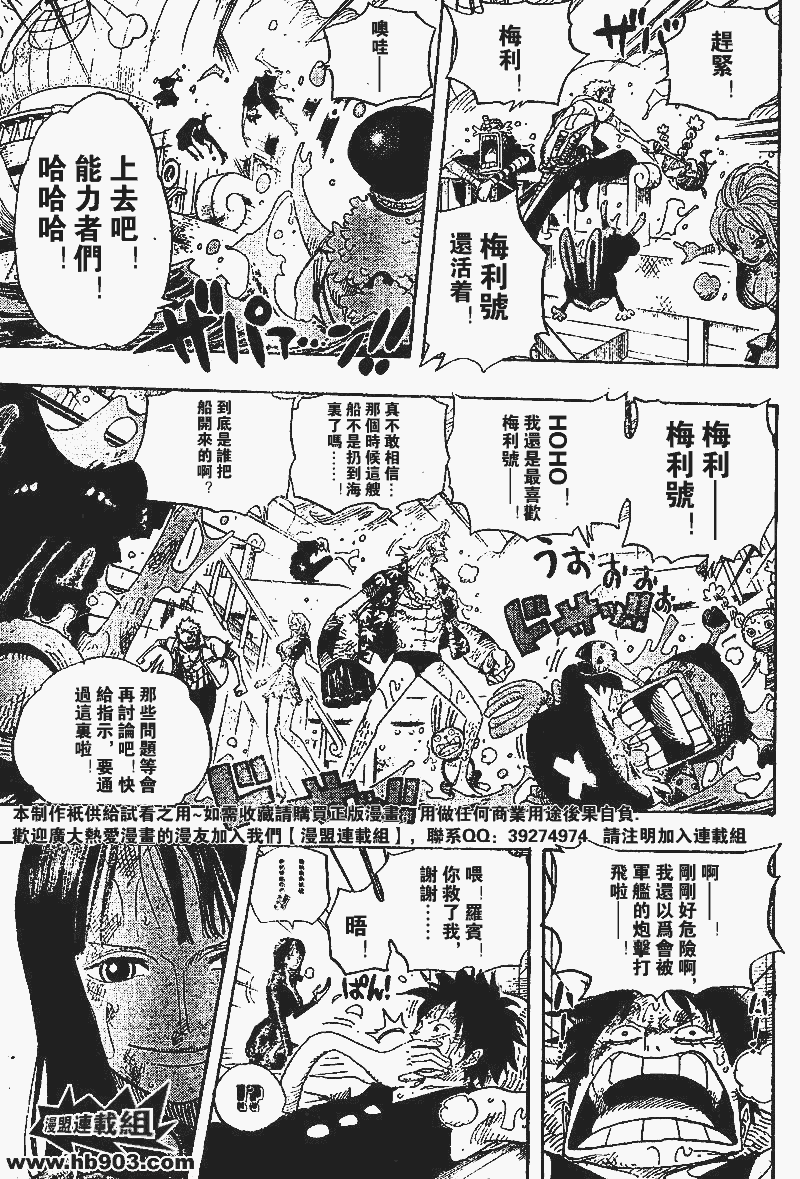 趕緊!
梅利!
梅利號
還活着!
噢哇——
ザバ
上去吧!
能力者們!
哈哈哈!
ザバァ…ン!
梅利——
梅利號!
HOHO!
我還是最喜歡
梅利號——!
真不敢相信…
那個時候這艘
船不是扔到海
裏了嗎……!
到底是誰把
船開來的啊?
うおおおお
ドサッ!!
ドサッ
那些問題等會
再討論吧!快
給指示,要通
過這裏啦!
本制作衹供給試看之用~如需收藏請購買正版漫畫~ 用做任何商業用途後果自負.
歡迎廣大熱愛漫畫的漫友加入我們【漫盟連載組】, 聯系QQ: 39274974 請注明加入連載組
啊——!
剛剛好危險啊,
我還以爲會被
軍艦的炮擊打
飛啦——!
喂!羅賓!
你救了我,
謝謝……
唔!
……
ぱん!
!?
漫盟連載組
www.hb903.com